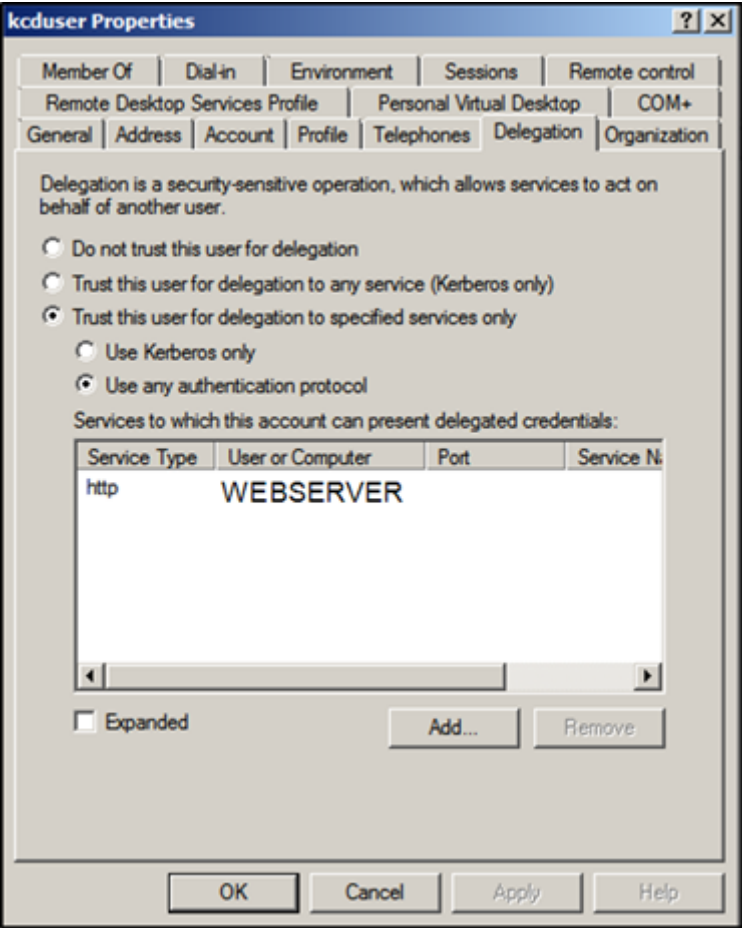 kcduser Properties
Member Of Dial-in Environment Sessions Remote control
Remote Desktop Services Profile Personal Virtual Desktop COM+
General Address Account Profile Telephones Delegation Organization
Delegation is a security-sensitive operation, which allows services to act on
behalf of another user.
Do not trust this user for delegation
Trust this user for delegation to any service (Kerberos only)
Trust this user for delegation to specified services only
Use Kerberos only
Use any authentication protocol
Services to which this account can present delegated credentials:
Service Type User or Computer Port Service Na
http WEBSERVER
Expanded Add... Remove
OK Cancel Apply Help